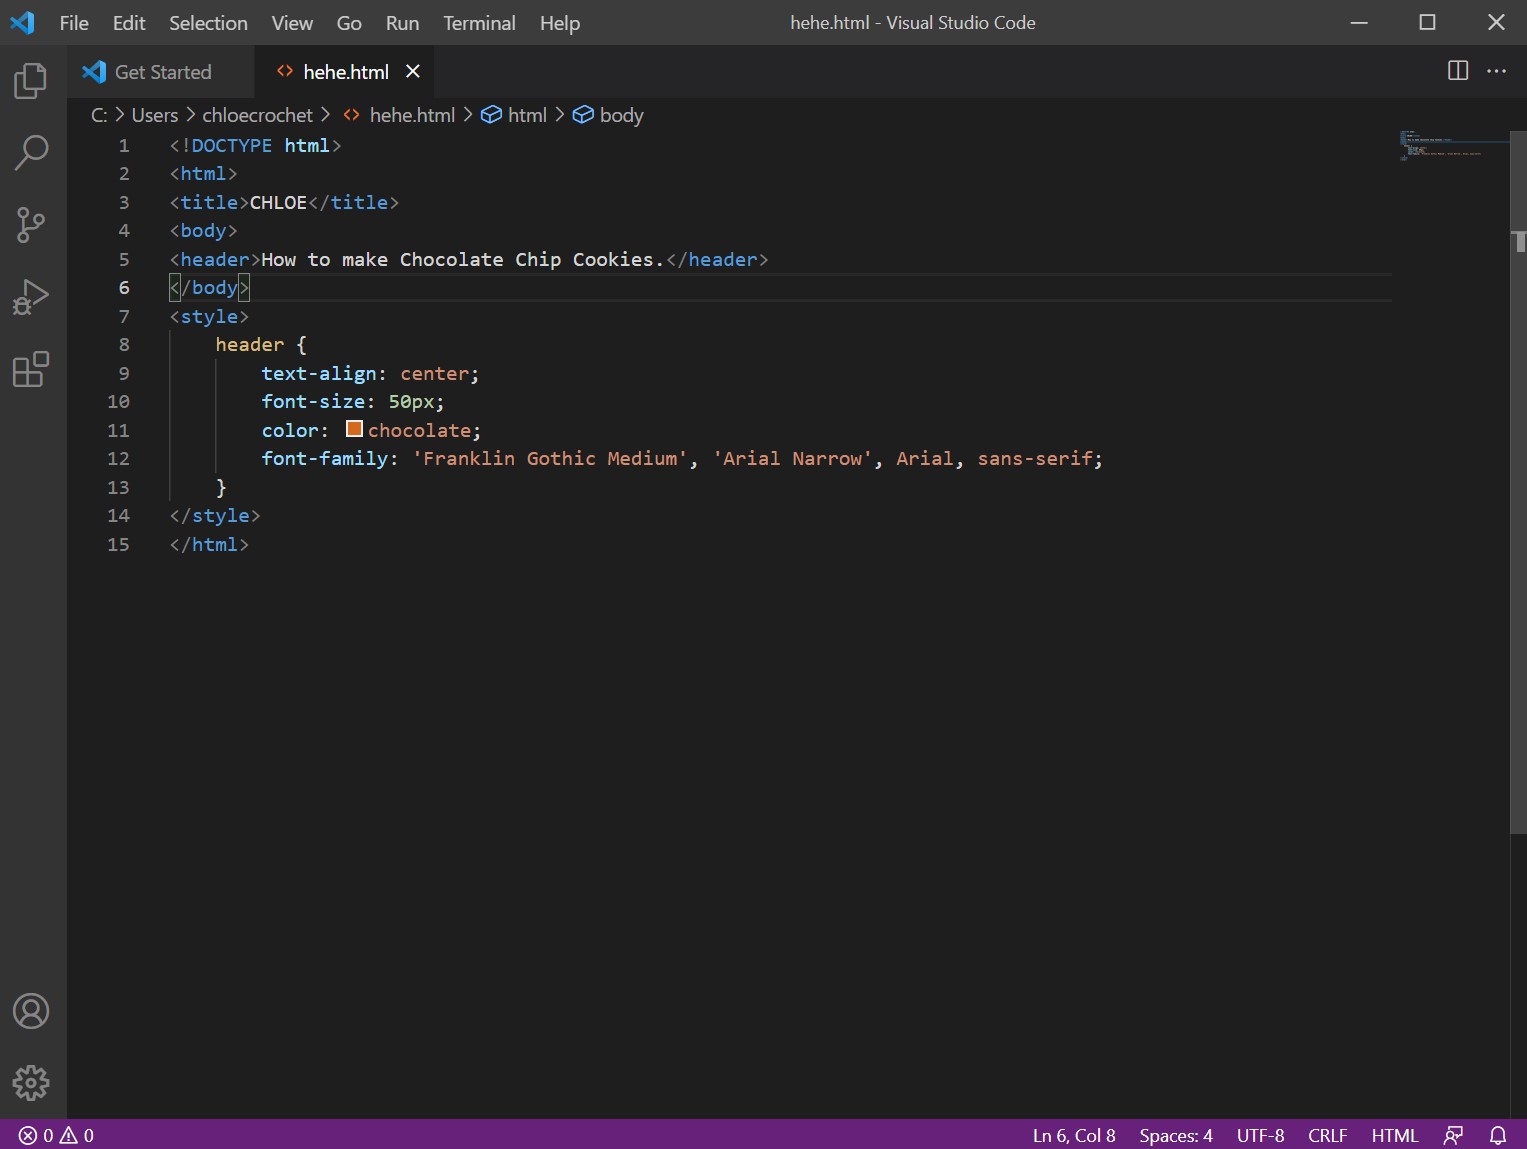 File Edit Selection View Go Run Terminal Help hehe.html - Visual Studio Code
Get Started hehe.html
C: > Users > chloecrochet > hehe.html > html > body
1 <!DOCTYPE html>
2 <html>
3 <title>CHLOE</title>
4 <body>
5 <header>How to make Chocolate Chip Cookies.</header>
6 </body>
7 <style>
8 header {
9 text-align: center;
10 font-size: 50px;
11 color: chocolate;
12 font-family: 'Franklin Gothic Medium', 'Arial Narrow', Arial, sans-serif;
13 }
14 </style>
15 </html>
0 0 Ln 6, Col 8 Spaces: 4 UTF-8 CRLF HTML